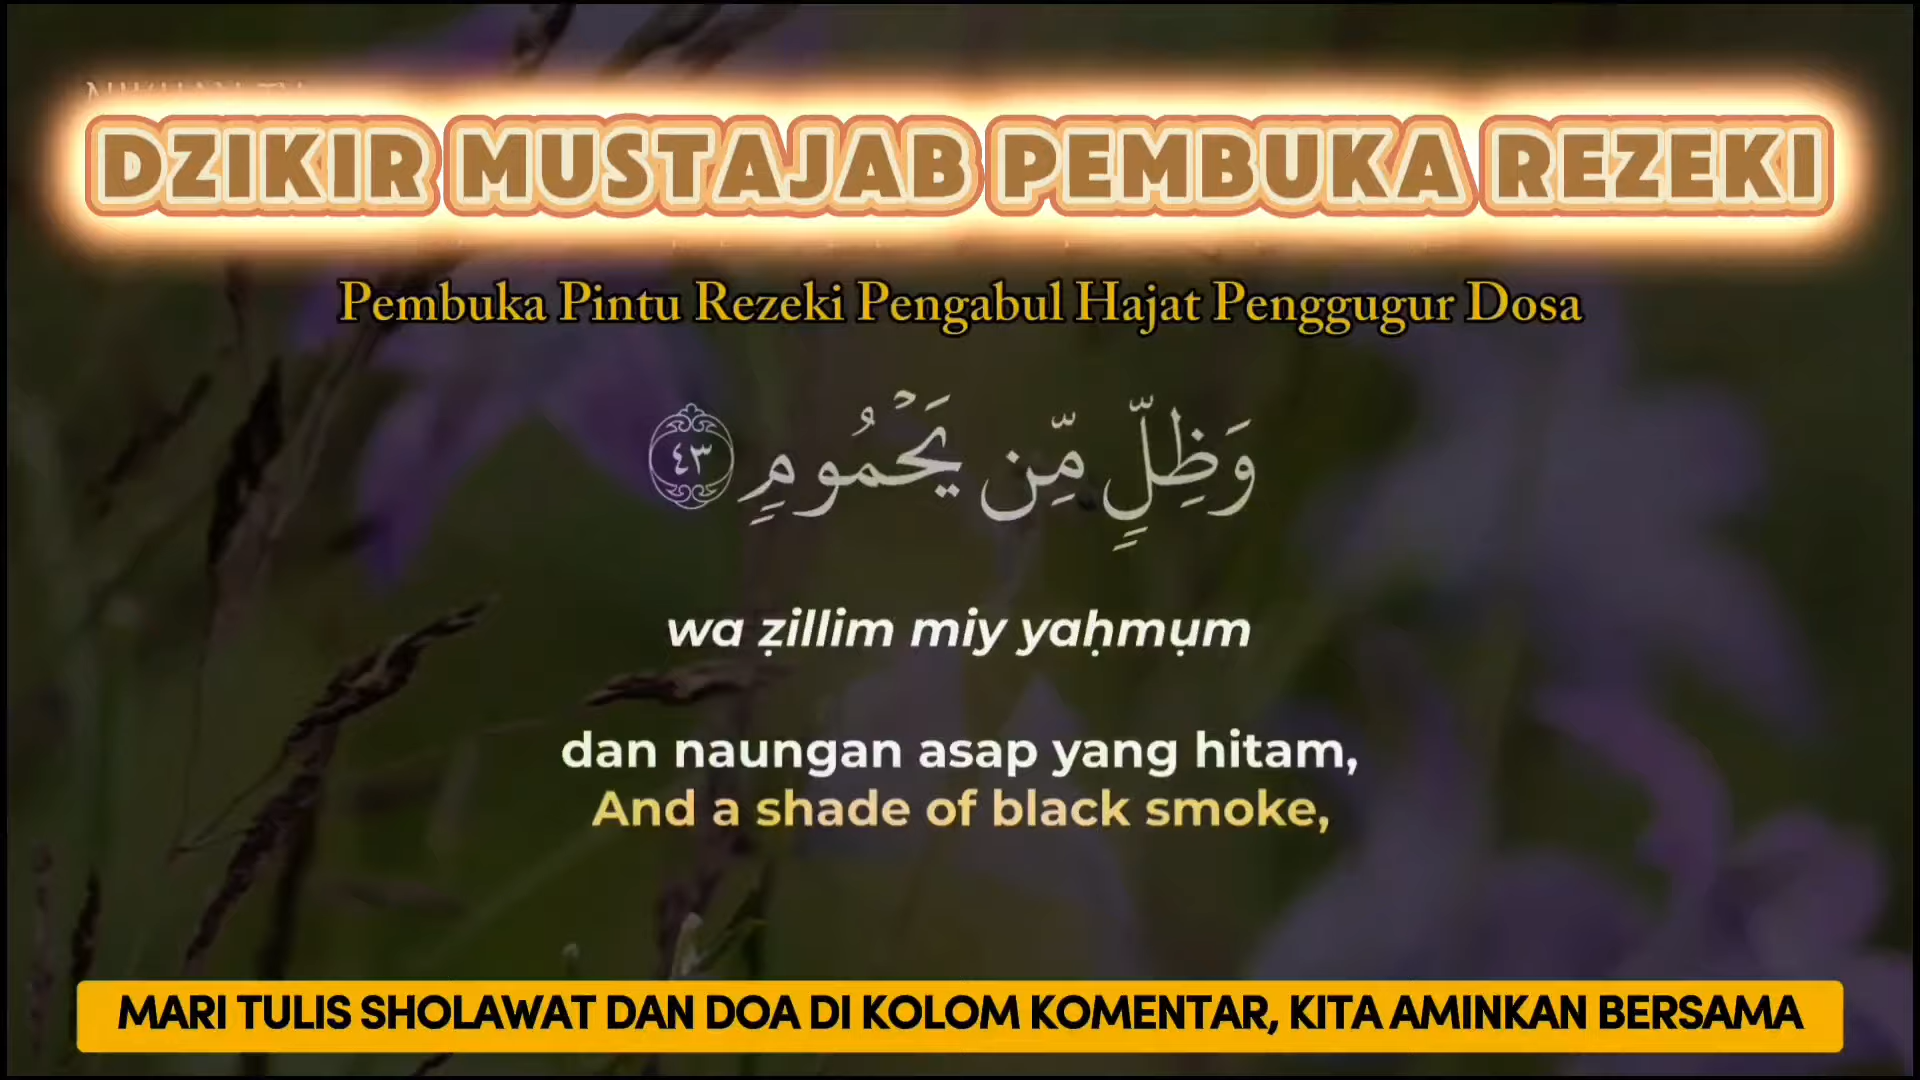 DZIKIR MUSTAJAB PEMBUKA REZEKI
Pembuka Pintu Rezeki Pengabul Hajat Penggugur Dosa
وَظِلٍّ مِّن يَحْمُومٍ ٤٣
wa ẓillim miy yaḥmụm
dan naungan asap yang hitam,
And a shade of black smoke,
MARI TULIS SHOLAWAT DAN DOA DI KOLOM KOMENTAR, KITA AMINKAN BERSAMA